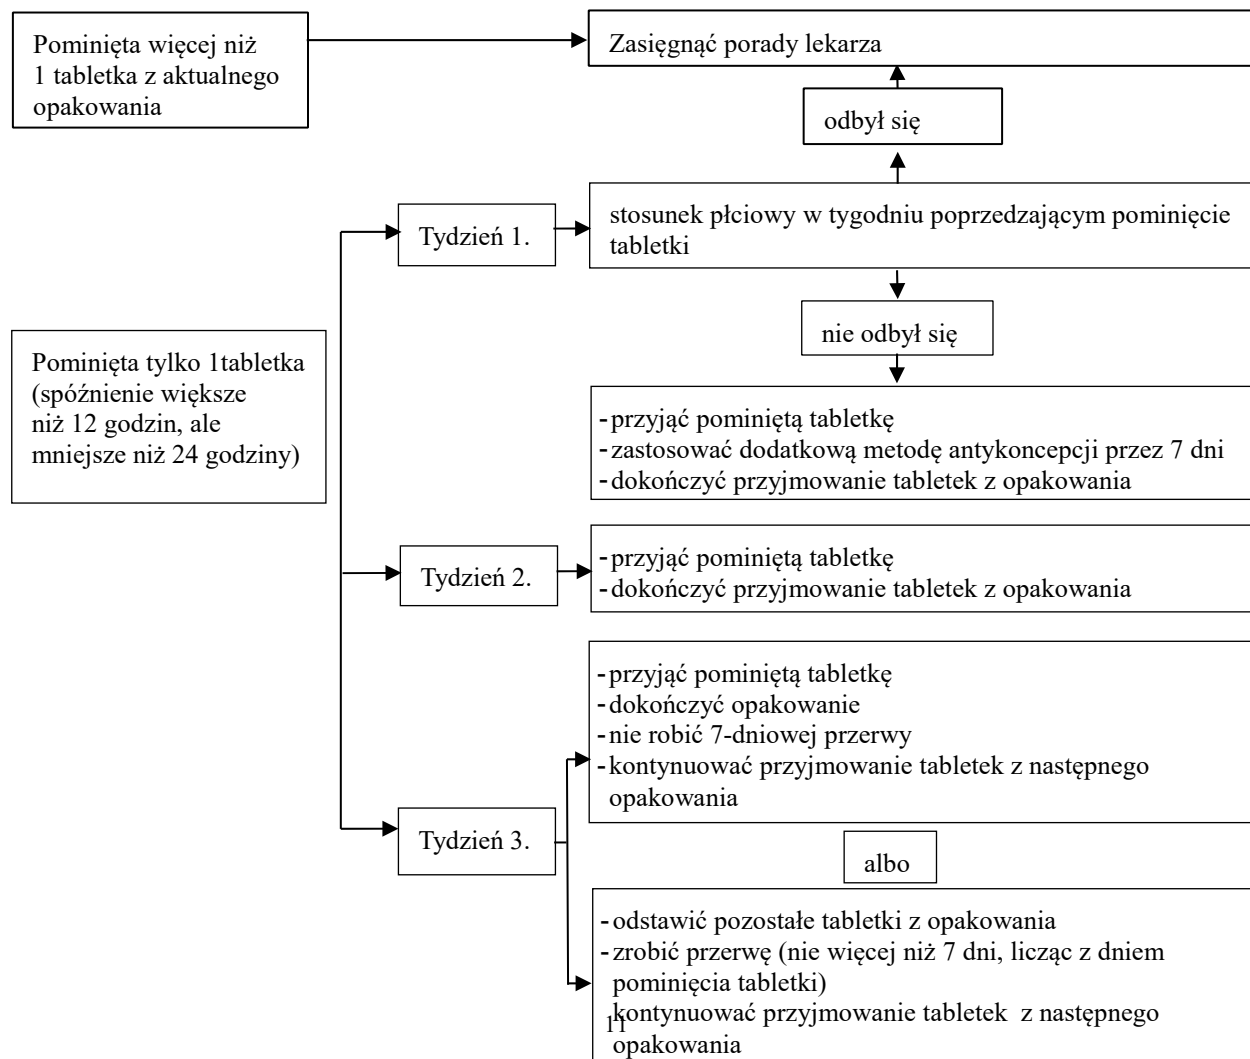 Pominięta więcej niż
1 tabletka z aktualnego
opakowania
Zasięgnąć porady lekarza
odbył się
Tydzień 1.
stosunek płciowy w tygodniu poprzedzającym pominięcie
tabletki
nie odbył się
Pominięta tylko 1tabletka
(spóźnienie większe
niż 12 godzin, ale
mniejsze niż 24 godziny)
-przyjąć pominiętą tabletkę
-zastosować dodatkową metodę antykoncepcji przez 7 dni
-dokończyć przyjmowanie tabletek z opakowania
Tydzień 2.
-przyjąć pominiętą tabletkę
-dokończyć przyjmowanie tabletek z opakowania
Tydzień 3.
-przyjąć pominiętą tabletkę
-dokończyć opakowanie
-nie robić 7-dniowej przerwy
-kontynuować przyjmowanie tabletek z następnego
opakowania
albo
-odstawić pozostałe tabletki z opakowania
-zrobić przerwę (nie więcej niż 7 dni, licząc z dniem
pominięcia tabletki)
kontynuować przyjmowanie tabletek z następnego
opakowania
11